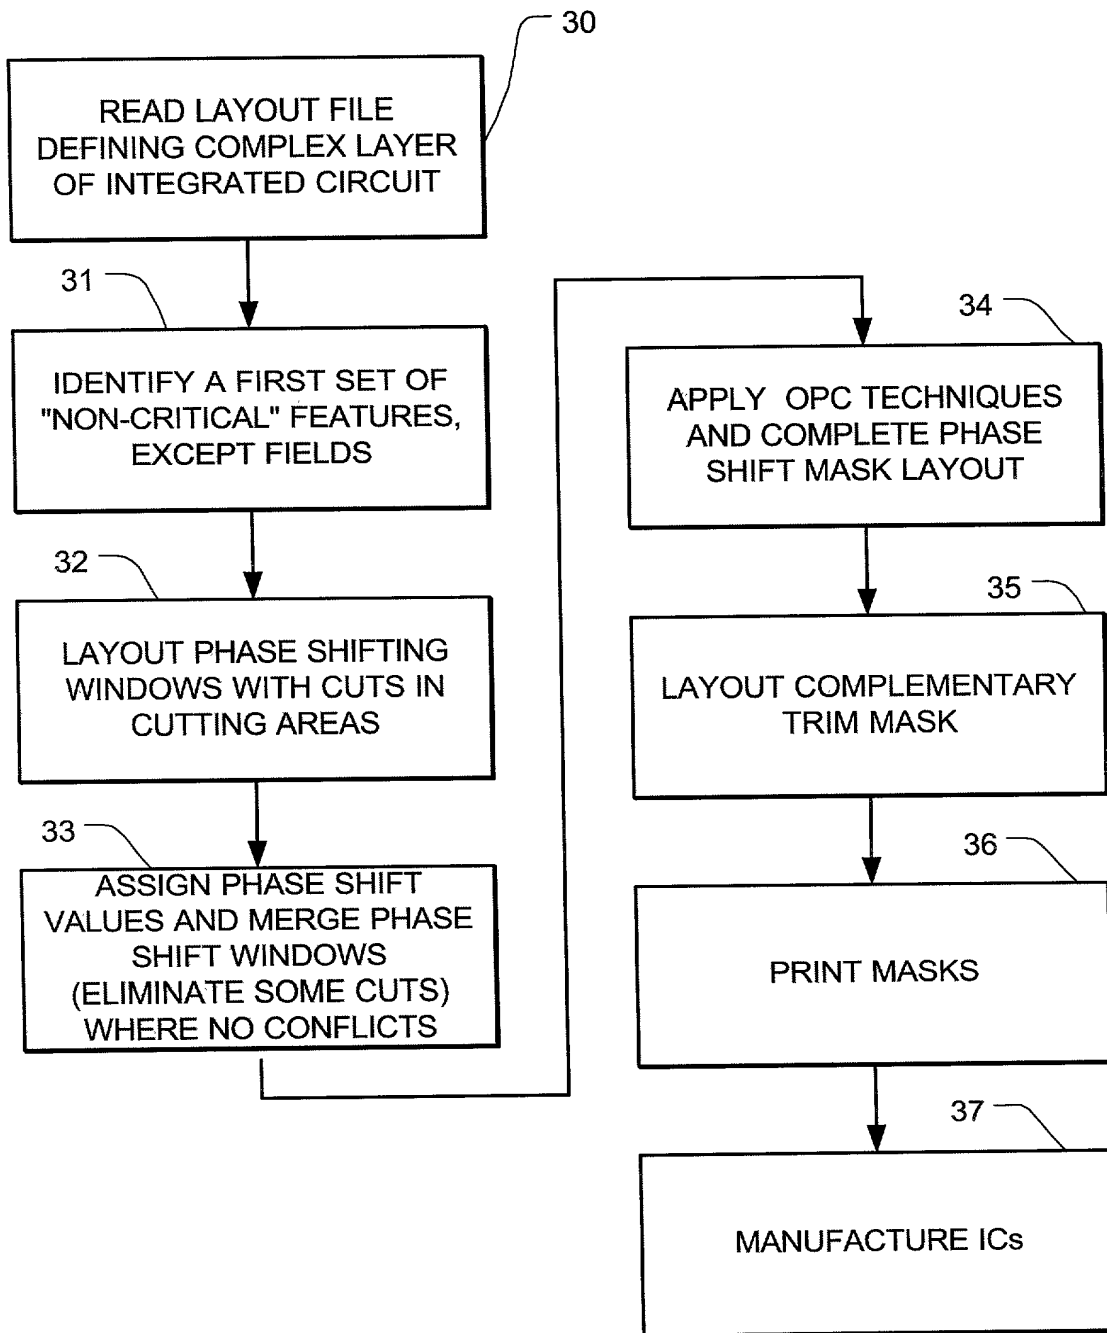 30
READ LAYOUT FILE
DEFINING COMPLEX LAYER
OF INTEGRATED CIRCUIT
31
IDENTIFY A FIRST SET OF
"NON-CRITICAL" FEATURES,
EXCEPT FIELDS
32
LAYOUT PHASE SHIFTING
WINDOWS WITH CUTS IN
CUTTING AREAS
33
ASSIGN PHASE SHIFT
VALUES AND MERGE PHASE
SHIFT WINDOWS
(ELIMINATE SOME CUTS)
WHERE NO CONFLICTS
34
APPLY OPC TECHNIQUES
AND COMPLETE PHASE
SHIFT MASK LAYOUT
35
LAYOUT COMPLEMENTARY
TRIM MASK
36
PRINT MASKS
37
MANUFACTURE ICs